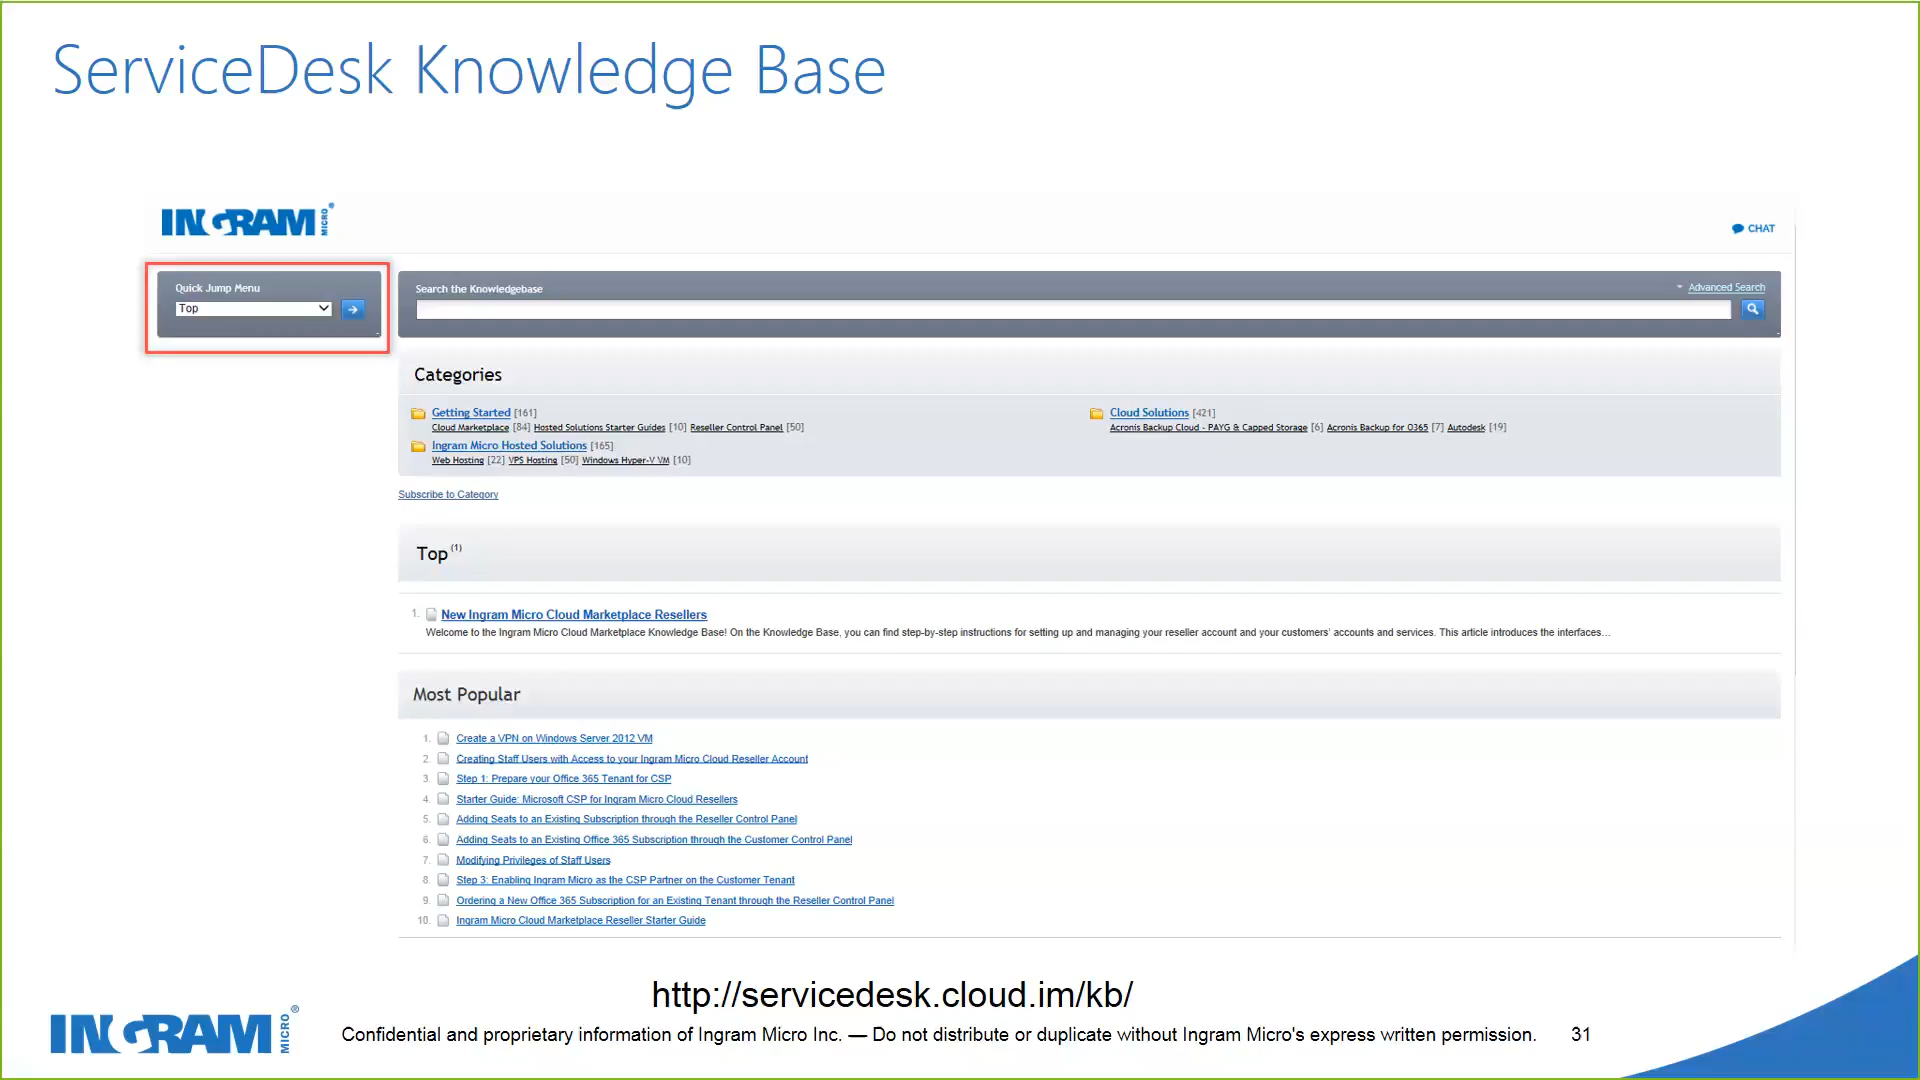 ServiceDesk Knowledge Base
INGRAM MICRO ®
CHAT
Quick Jump Menu
Top
Search the Knowledgebase
Advanced Search
Categories
Getting Started [161]
Cloud Marketplace [84] Hosted Solutions Starter Guides [10] Reseller Control Panel [50]
Ingram Micro Hosted Solutions [165]
Web Hosting [22] VPS Hosting [50] Windows Hyper-V VM [10]
Cloud Solutions [421]
Acronis Backup Cloud - PAYG & Capped Storage [6] Acronis Backup for O365 [7] Autodesk [19]
Subscribe to Category
Top (1)
1. New Ingram Micro Cloud Marketplace Resellers
Welcome to the Ingram Micro Cloud Marketplace Knowledge Base! On the Knowledge Base, you can find step-by-step instructions for setting up and managing your reseller account and your customers' accounts and services. This article introduces the interfaces...
Most Popular
1. Create a VPN on Windows Server 2012 VM
2. Creating Staff Users with Access to your Ingram Micro Cloud Reseller Account
3. Step 1: Prepare your Office 365 Tenant for CSP
4. Starter Guide: Microsoft CSP for Ingram Micro Cloud Resellers
5. Adding Seats to an Existing Subscription through the Reseller Control Panel
6. Adding Seats to an Existing Office 365 Subscription through the Customer Control Panel
7. Modifying Privileges of Staff Users
8. Step 3: Enabling Ingram Micro as the CSP Partner on the Customer Tenant
9. Ordering a New Office 365 Subscription for an Existing Tenant through the Reseller Control Panel
10. Ingram Micro Cloud Marketplace Reseller Starter Guide
http://servicedesk.cloud.im/kb/
INGRAM MICRO ®
Confidential and proprietary information of Ingram Micro Inc. — Do not distribute or duplicate without Ingram Micro's express written permission. 31